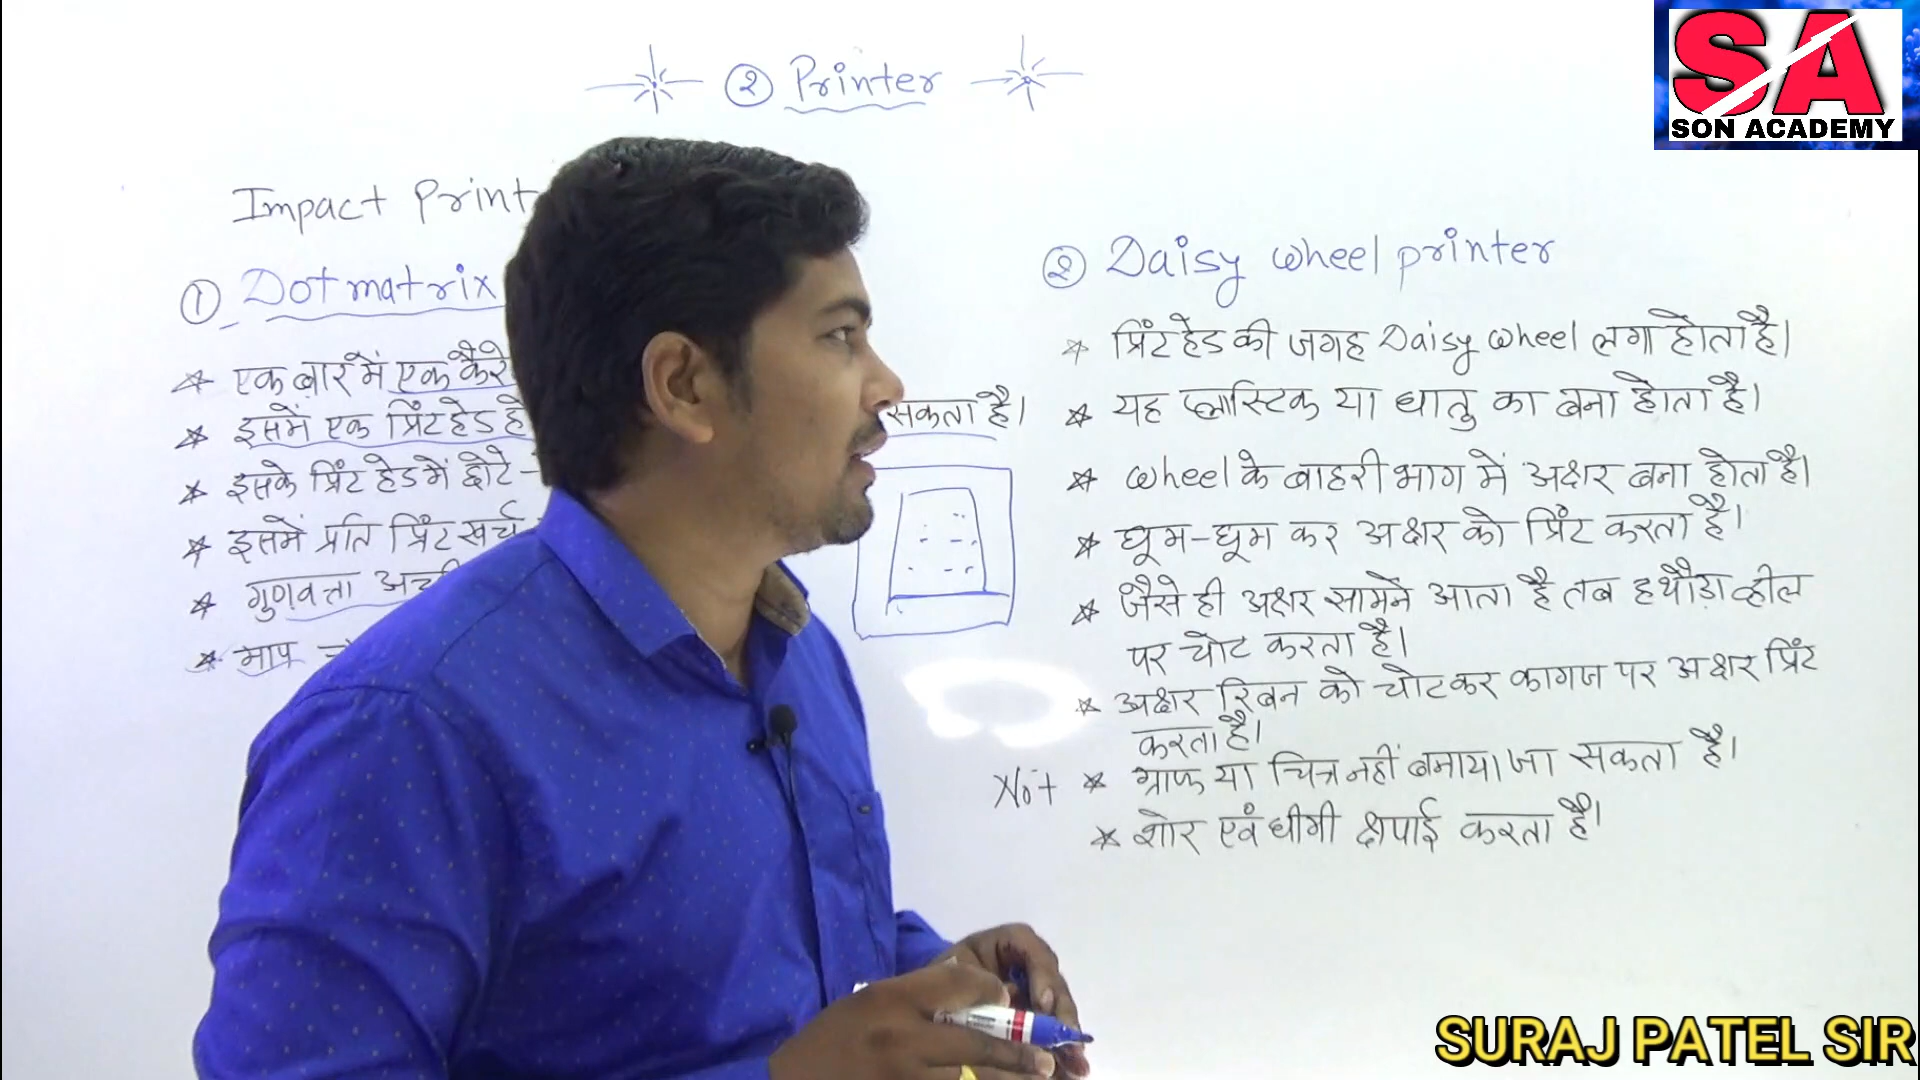 ② Printer
Impact Print
① Dot matrix
★ एक बार में एक कैरे
★ इसमें एक प्रिंट हेड हो
सकता है।
★ इसके प्रिंट हेड में छोटे-
★ इसमें प्रति प्रिंट खर्च
★ गुणवत्ता अच्छी
★ माप
② Daisy wheel printer
★ प्रिंट हेड की जगह Daisy wheel लगा होता है।
★ यह प्लास्टिक या धातु का बना होता है।
★ wheel के बाहरी भाग में अक्षर बना होता है।
★ घूम-घूम कर अक्षर को प्रिंट करता है।
★ जैसे ही अक्षर सामने आता है तब हथौड़ा व्हील
पर चोट करता है।
★ अक्षर रिबन को चोट कर कागज पर अक्षर प्रिंट
करता है।
Not ★ ग्राफ या चित्र नहीं बनाया जा सकता है।
★ शोर एवं धीमी छपाई करता है।
SA
SON ACADEMY
SURAJ PATEL SIR